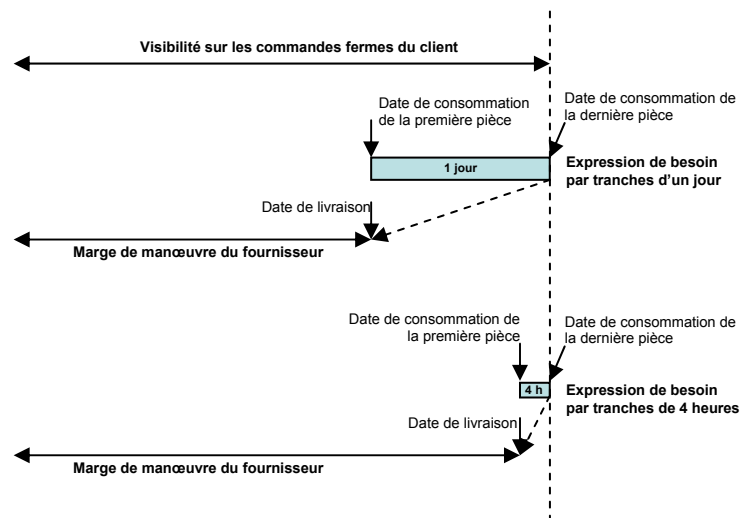 Visibilité sur les commandes fermes du client
Date de consommation
de la première pièce
Date de consommation de
la dernière pièce
1 jour
Expression de besoin
par tranches d'un jour
Date de livraison
Marge de manœuvre du fournisseur
Date de consommation de
la première pièce
Date de consommation de
la dernière pièce
4 h
Expression de besoin
par tranches de 4 heures
Date de livraison
Marge de manœuvre du fournisseur